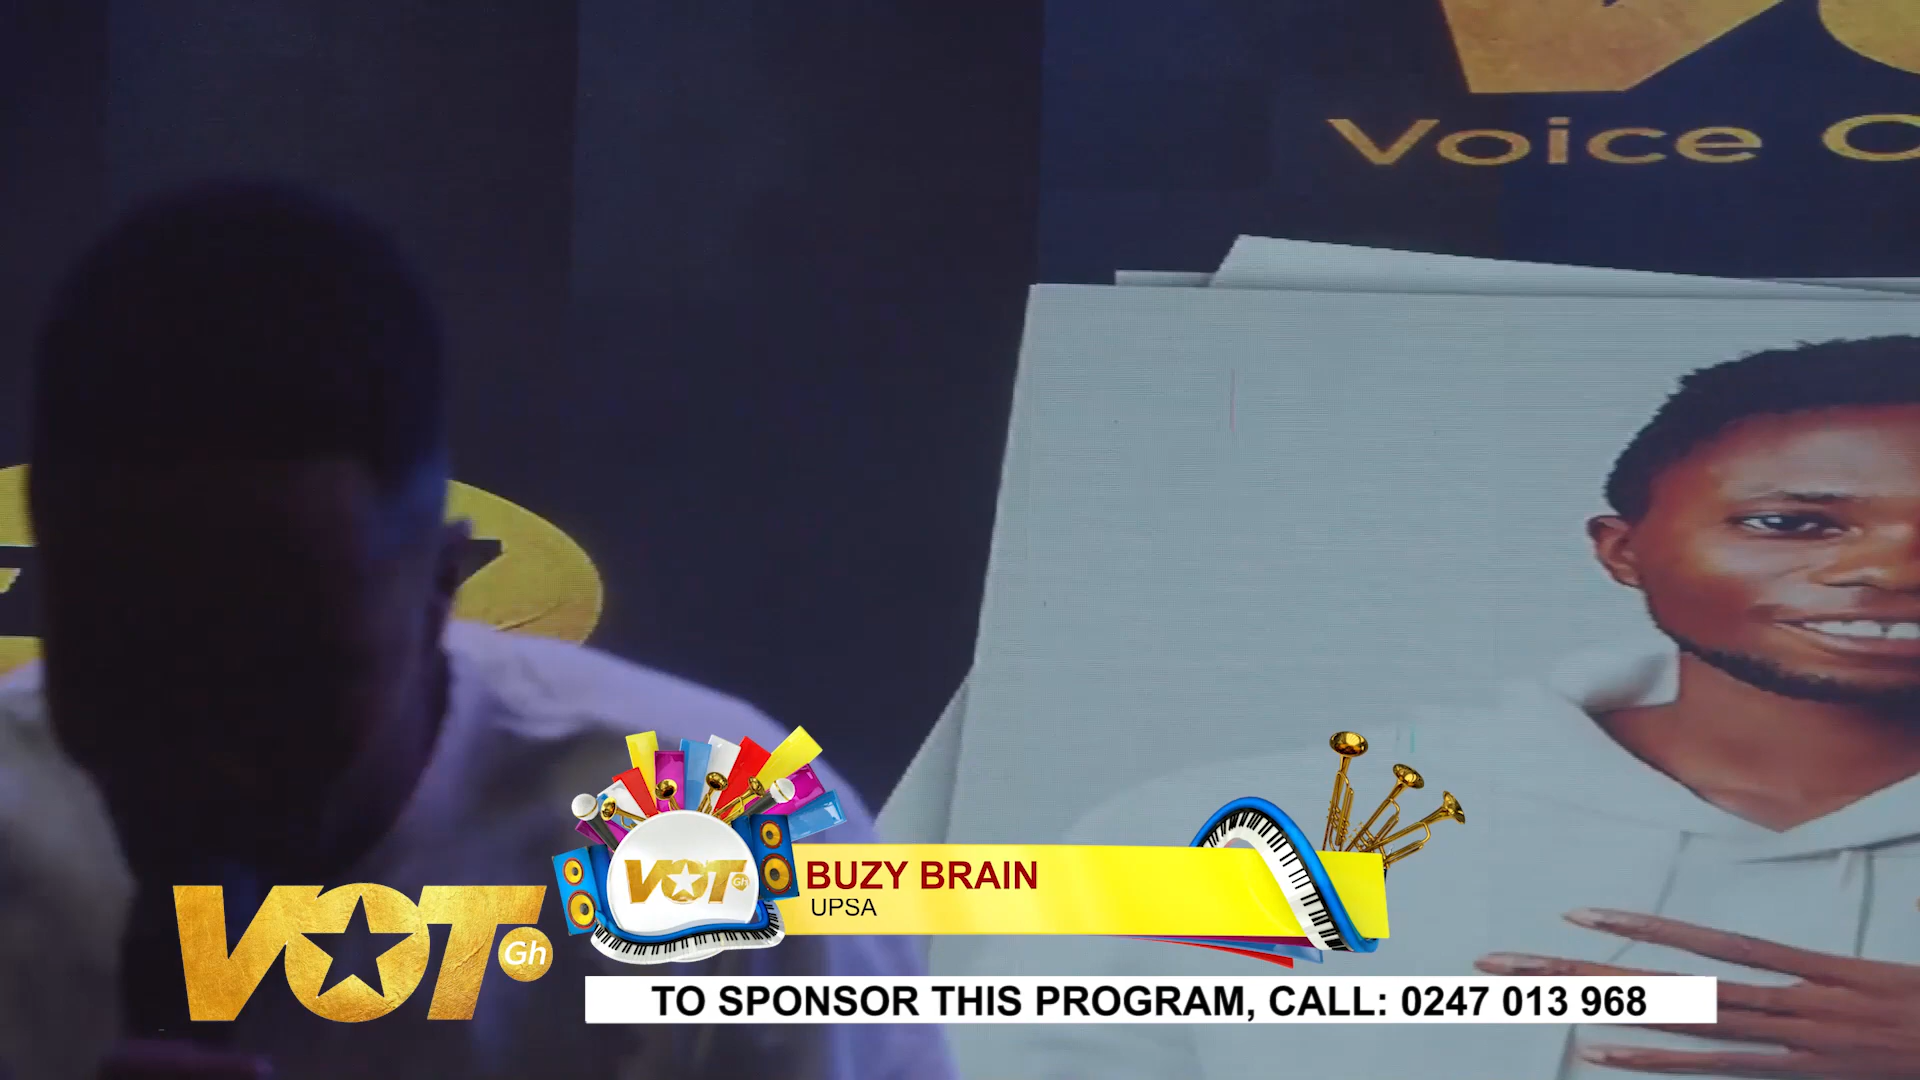 Voice
VOT
Gh
VOT
Gh
BUZY BRAIN
UPSA
TO SPONSOR THIS PROGRAM, CALL: 0247 013 968